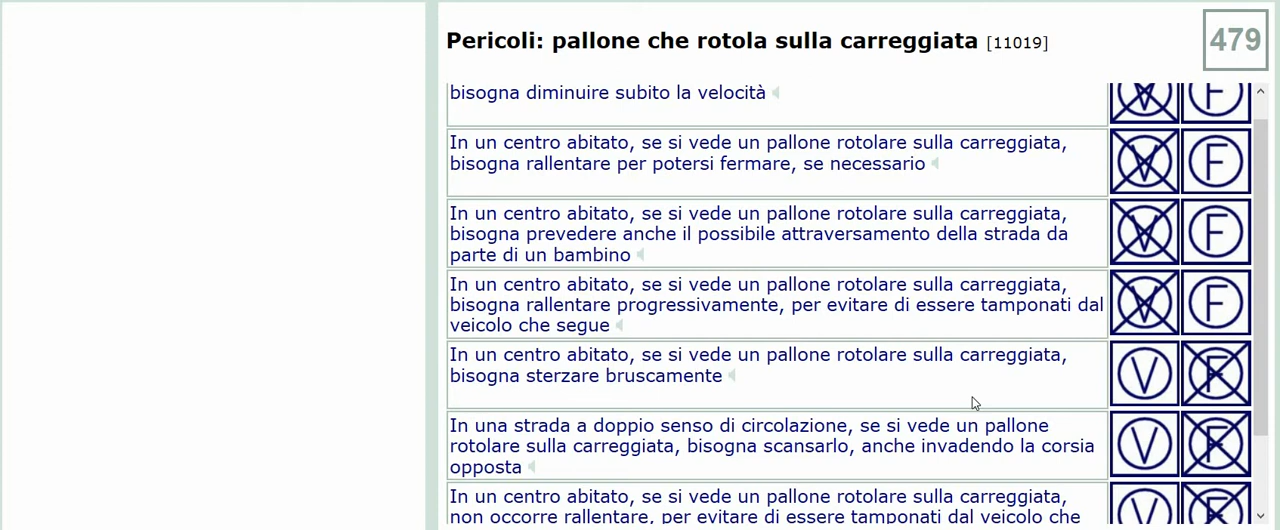 Pericoli: pallone che rotola sulla carreggiata [11019]
479
bisogna diminuire subito la velocità
V F
In un centro abitato, se si vede un pallone rotolare sulla carreggiata,
bisogna rallentare per potersi fermare, se necessario
V F
In un centro abitato, se si vede un pallone rotolare sulla carreggiata,
bisogna prevedere anche il possibile attraversamento della strada da
parte di un bambino
V F
In un centro abitato, se si vede un pallone rotolare sulla carreggiata,
bisogna rallentare progressivamente, per evitare di essere tamponati dal
veicolo che segue
V F
In un centro abitato, se si vede un pallone rotolare sulla carreggiata,
bisogna sterzare bruscamente
V F
In una strada a doppio senso di circolazione, se si vede un pallone
rotolare sulla carreggiata, bisogna scansarlo, anche invadendo la corsia
opposta
V F
In un centro abitato, se si vede un pallone rotolare sulla carreggiata,
non occorre rallentare, per evitare di essere tamponati dal veicolo che
V F